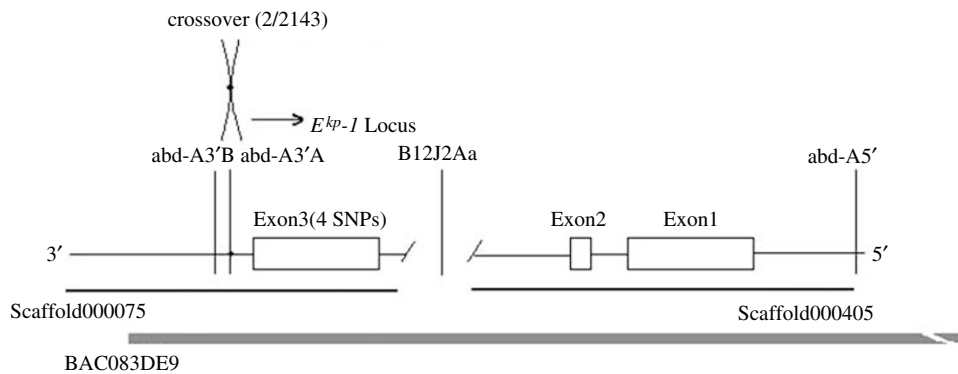 crossover (2/2143)
E^kp-1 Locus
abd-A3′B abd-A3′A B12J2Aa abd-A5′
Exon3(4 SNPs) Exon2 Exon1
3′ 5′
Scaffold000075 Scaffold000405
BAC083DE9